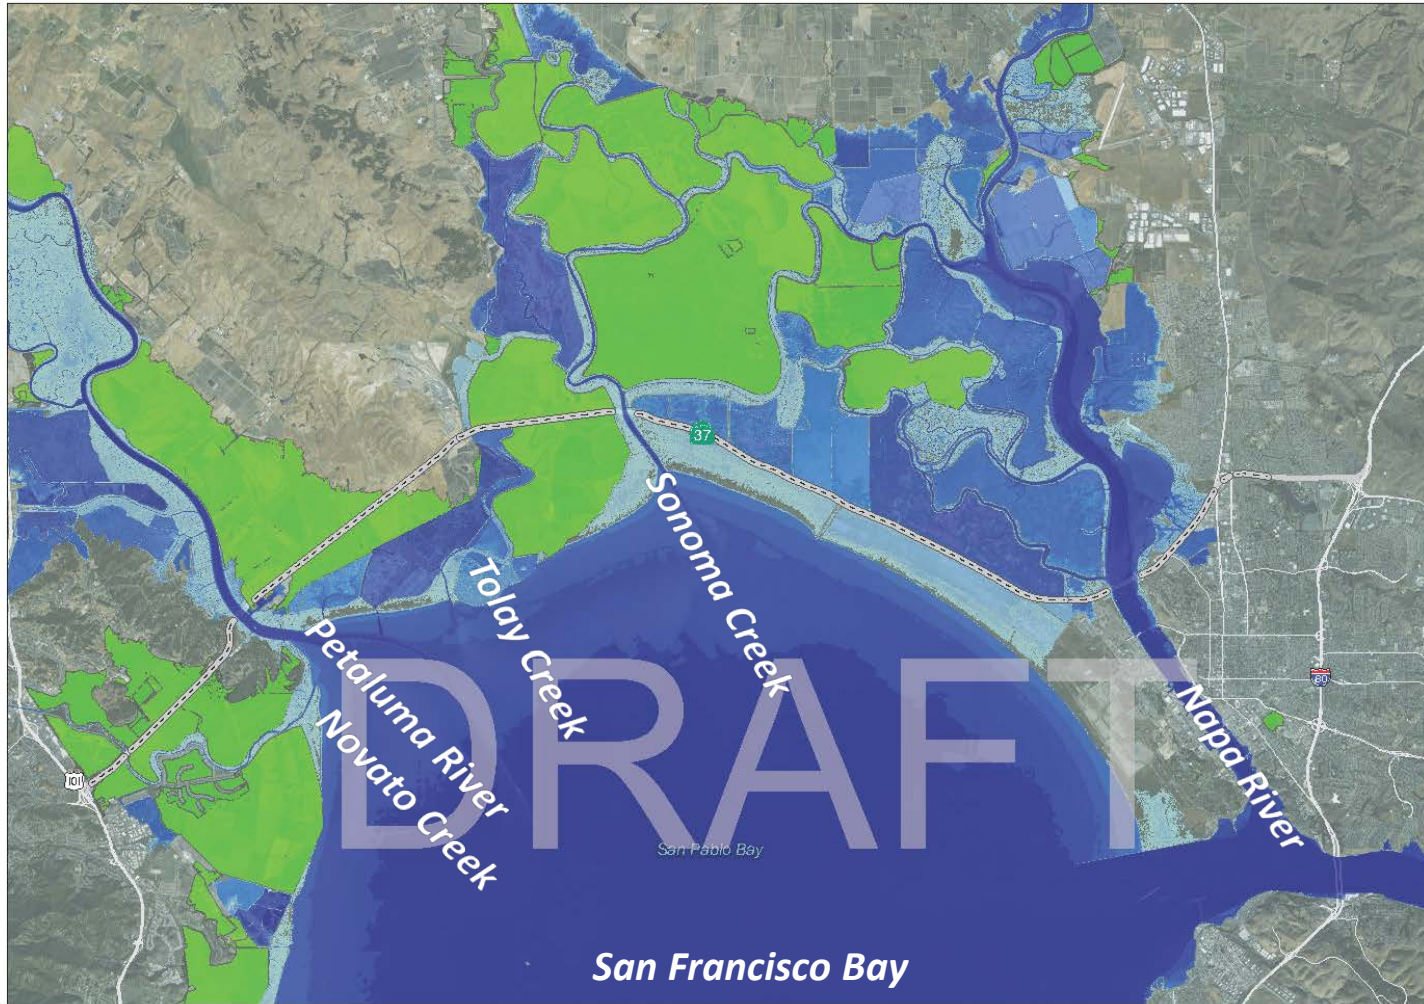 37
Sonoma Creek
Tolay Creek
Petaluma River
Novato Creek
Napa River
80
101
DRAFT
San Pablo Bay
San Francisco Bay